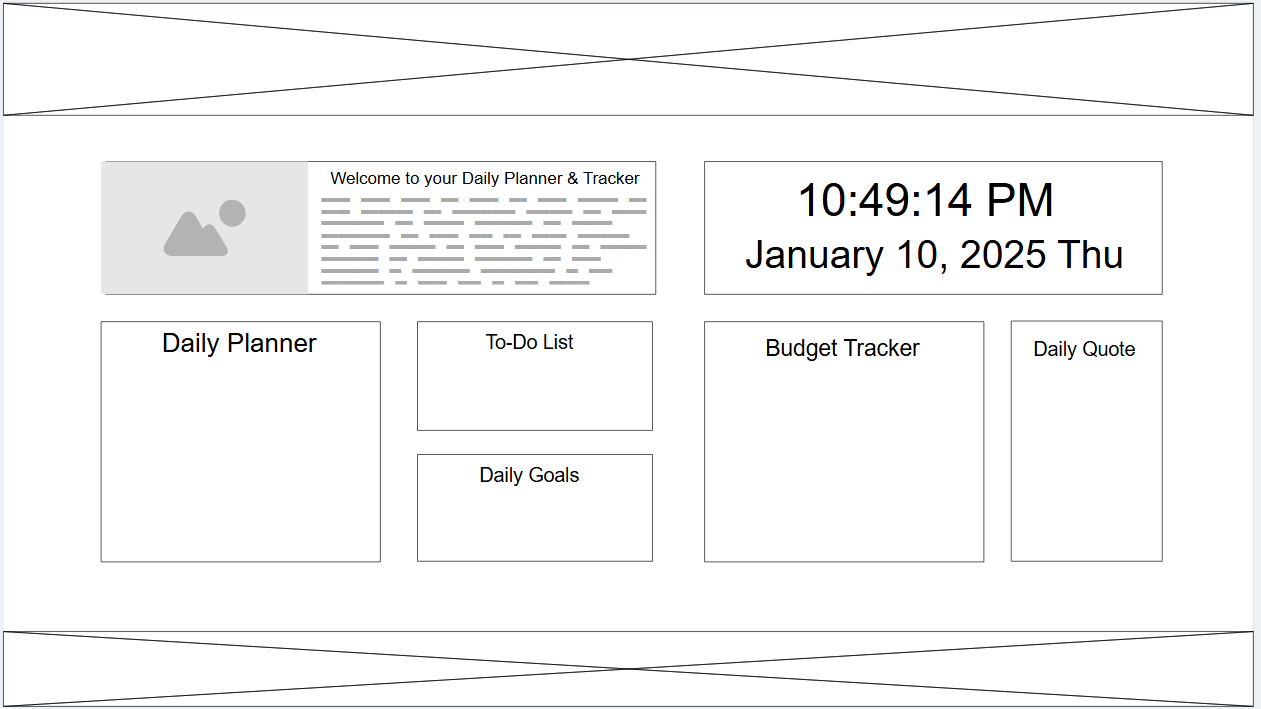 Welcome to your Daily Planner & Tracker
10:49:14 PM
January 10, 2025 Thu
Daily Planner
To-Do List
Daily Goals
Budget Tracker
Daily Quote